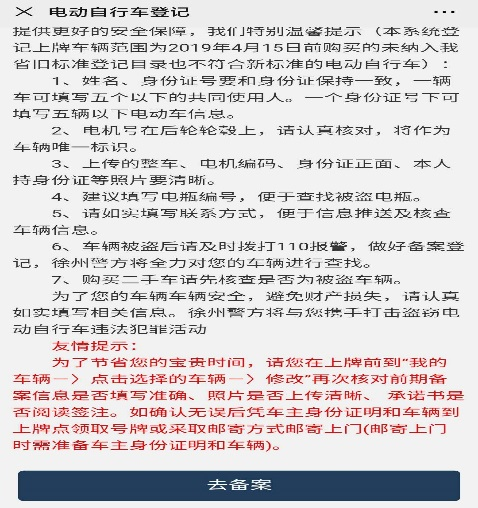 电动自行车登记
提供更好的安全保障，我们特别温馨提示（本系统登
记上牌车辆范围为2019年4月15日前购买的未纳入我
省旧标准登记目录也不符合新标准的电动自行车）：
1、姓名、身份证号要和身份证保持一致，一辆
车可填写五个以下的共同使用人。一个身份证号下可
填写五辆以下电动车信息。
2、电机号在后轮轮毂上，请认真核对，将作为
车辆唯一标识。
3、上传的整车、电机编码、身份证正面、本人
持身份证等照片要清晰。
4、建议填写电瓶编号，便于查找被盗电瓶。
5、请如实填写联系方式，便于信息推送及核查
车辆信息。
6、车辆被盗后请及时拨打110报警，做好备案登
记，徐州警方将全力对您的车辆进行查找。
7、购买二手车请先核查是否为被盗车辆。
为了您的车辆车辆安全，避免财产损失，请认真
如实填写相关信息。徐州警方将与您携手打击盗窃电
动自行车违法犯罪活动
友情提示：
为了节省您的宝贵时间，请您在上牌前到"我的
车辆一〉点击选择的车辆一〉修改"再次核对前期备
案信息是否填写准确、照片是否上传清晰、承诺书是
否阅读签注。如确认无误后凭车主身份证明和车辆到
上牌点领取号牌或采取邮寄方式邮寄上门(邮寄上门
时需准备车主身份证明和车辆)。
去备案